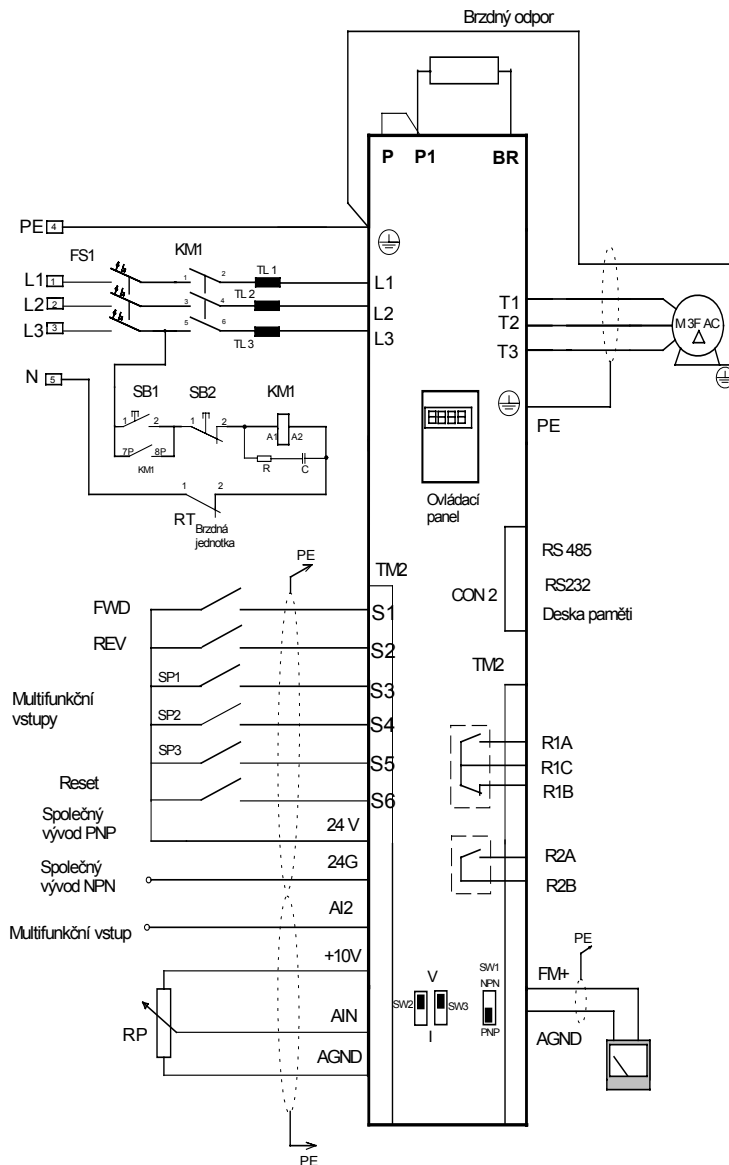 Brzdný odpor
P P1 BR
PE 4
FS1 KM1
L1 1
1 2
TL 1
L1
L2 2
3 4
TL 2
L2
L3 3
5 6
TL 3
L3
T1
T2
T3
M 3F AC
N 5
SB1 SB2 KM1
1 2
1 2
A1 A2
7P 8P
KM1
R C
PE
1 2
RT
Brzdná
jednotka
8888
Ovládací
panel
RS 485
CON 2
RS232
Deska paměti
PE
TM2
FWD
S1
REV
S2
TM2
SP1
S3
Multifunkční
vstupy
SP2
S4
SP3
S5
R1A
R1C
R1B
Reset
S6
Společný
vývod PNP
24 V
R2A
R2B
Společný
vývod NPN
24G
Multifunkční vstup
AI2
+10V
V
SW2
SW3
I
SW1
NPN
PNP
PE
FM+
AGND
RP
AIN
AGND
PE